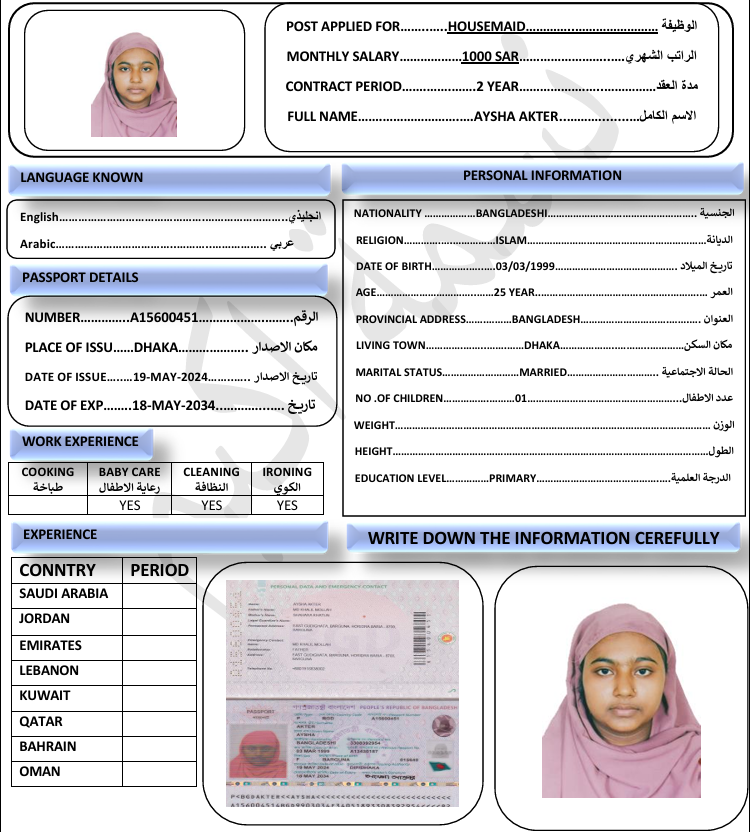 POST APPLIED FOR............HOUSEMAID................................. الوظيفة
MONTHLY SALARY................1000 SAR...........................الراتب الشهري
CONTRACT PERIOD...................2 YEAR...................................مدة العقد
FULL NAME.............................AYSHA AKTER.....................الاسم الكامل
LANGUAGE KNOWN
English..........................................................انجليزي
Arabic..................................................... عربي
PASSPORT DETAILS
NUMBER............A15600451......................الرقم
PLACE OF ISSU.....DHAKA................. مكان الاصدار
DATE OF ISSUE.......19-MAY-2024........... تاريخ الاصدار
DATE OF EXP........18-MAY-2034................ تاريخ
WORK EXPERIENCE
COOKING BABY CARE CLEANING IRONING
طباخة رعاية الاطفال النظافة الكوي
YES YES YES
PERSONAL INFORMATION
NATIONALITY ...............BANGLADESHI............................................ الجنسية
RELIGION...........................ISLAM.....................................................الديانة
DATE OF BIRTH...................03/03/1999..................................... تاريخ الميلاد
AGE...................................25 YEAR................................................... العمر
PROVINCIAL ADDRESS..............BANGLADESH.................................... العنوان
LIVING TOWN.............................DHAKA.....................................مكان السكن
MARITAL STATUS.......................MARRIED.......................... الحالة الاجتماعية
NO .OF CHILDREN.......................01......................................عدد الاطفال
WEIGHT...................................................................................... الوزن
HEIGHT.......................................................................................الطول
EDUCATION LEVEL.............PRIMARY........................................الدرجة العلمية
EXPERIENCE
CONNTRY PERIOD
SAUDI ARABIA
JORDAN
EMIRATES
LEBANON
KUWAIT
QATAR
BAHRAIN
OMAN
WRITE DOWN THE INFORMATION CEREFULLY
PERSONAL DATA AND EMERGENCY CONTACT
PASSPORT
PEOPLE'S REPUBLIC OF BANGLADESH
AKTER
AYSHA
BANGLADESHI
03 MAR 1999
F BARGUNA
19 MAY 2024
18 MAY 2034